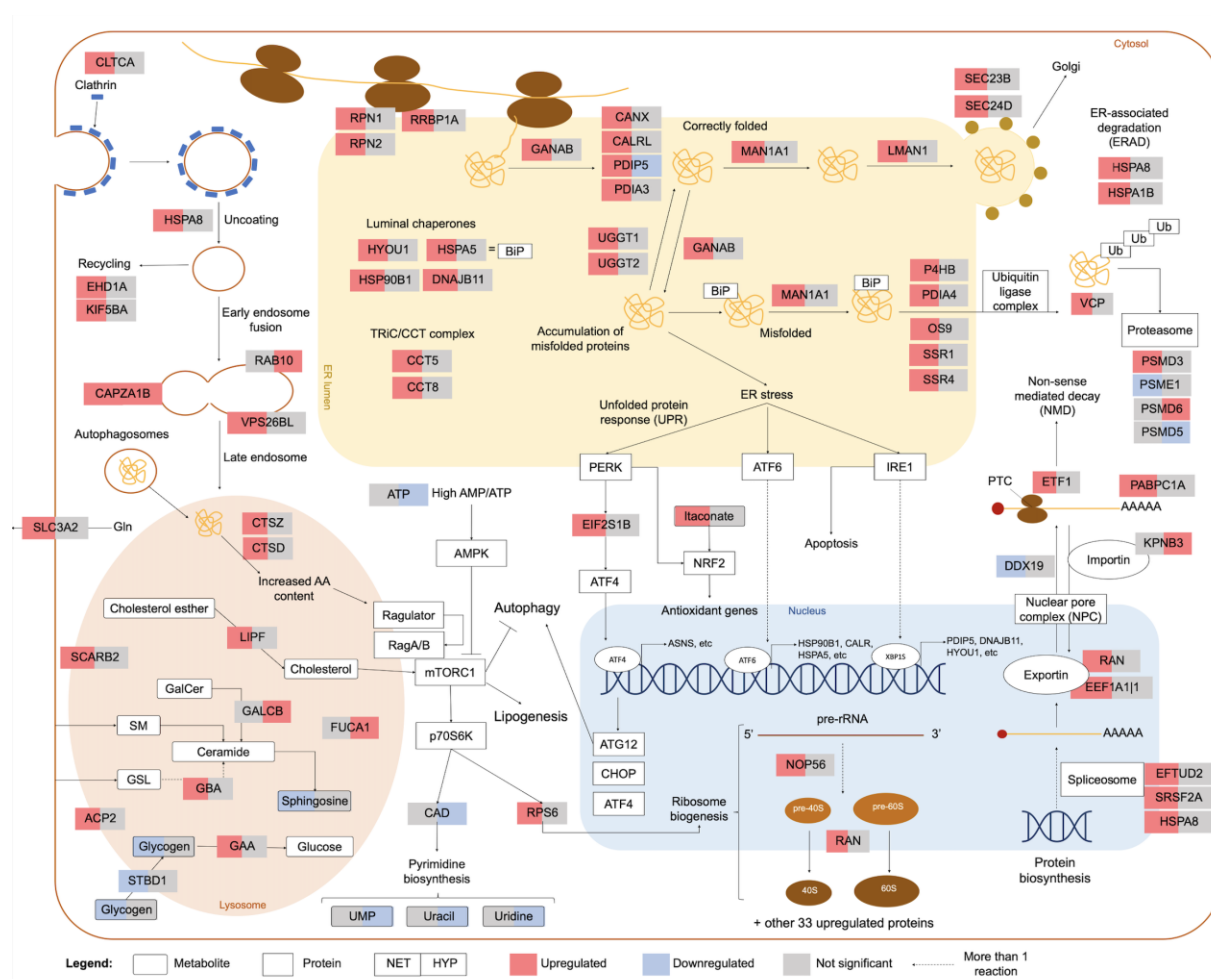 Cytosol
CLTCA
Clathrin
HSPA8
Uncoating
Recycling
EHD1A
KIF5BA
Early endosome
fusion
RAB10
CAPZA1B
VPS26BL
Autophagosomes
Late endosome
SLC3A2
Gln
CTSZ
CTSD
Increased AA
content
Cholesterol esther
LIPF
Cholesterol
SCARB2
GalCer
GALCB
FUCA1
SM
Ceramide
GSL
GBA
Sphingosine
ACP2
Glycogen
GAA
Glucose
STBD1
Glycogen
Lysosome
RPN1
RRBP1A
RPN2
GANAB
CANX
CALRL
PDIP5
PDIA3
Correctly folded
MAN1A1
LMAN1
SEC23B
SEC24D
Golgi
ER-associated
degradation
(ERAD)
HSPA8
HSPA1B
Luminal chaperones
HYOU1
HSPA5
=
BiP
HSP90B1
DNAJB11
UGGT1
UGGT2
GANAB
TRiC/CCT complex
CCT5
CCT8
ER lumen
Accumulation of
misfolded proteins
BiP
MAN1A1
BiP
Misfolded
P4HB
PDIA4
OS9
SSR1
SSR4
Ubiquitin
ligase
complex
Ub
Ub
Ub
VCP
Proteasome
PSMD3
PSME1
PSMD6
PSMD5
ER stress
Unfolded protein
response (UPR)
PERK
ATF6
IRE1
Non-sense
mediated decay
(NMD)
PTC
ETF1
PABPC1A
AAAAA
KPNB3
Importin
DDX19
Nuclear pore
complex (NPC)
ATP
High AMP/ATP
AMPK
Ragulator
RagA/B
mTORC1
Autophagy
Lipogenesis
p70S6K
CAD
RPS6
Pyrimidine
biosynthesis
UMP
Uracil
Uridine
EIF2S1B
Itaconate
NRF2
ATF4
Antioxidant genes
Apoptosis
Nucleus
ATF4
ASNS, etc
ATF6
HSP90B1, CALR,
HSPA5, etc
XBP1S
PDIP5, DNAJB11,
HYOU1, etc
ATG12
CHOP
ATF4
Ribosome
biogenesis
pre-rRNA
5'
3'
NOP56
pre-40S
pre-60S
RAN
40S
60S
+ other 33 upregulated proteins
Exportin
RAN
EEF1A1|1
AAAAA
Spliceosome
EFTUD2
SRSF2A
HSPA8
Protein
biosynthesis
Legend:
Metabolite
Protein
NET
HYP
Upregulated
Downregulated
Not significant
More than 1
reaction